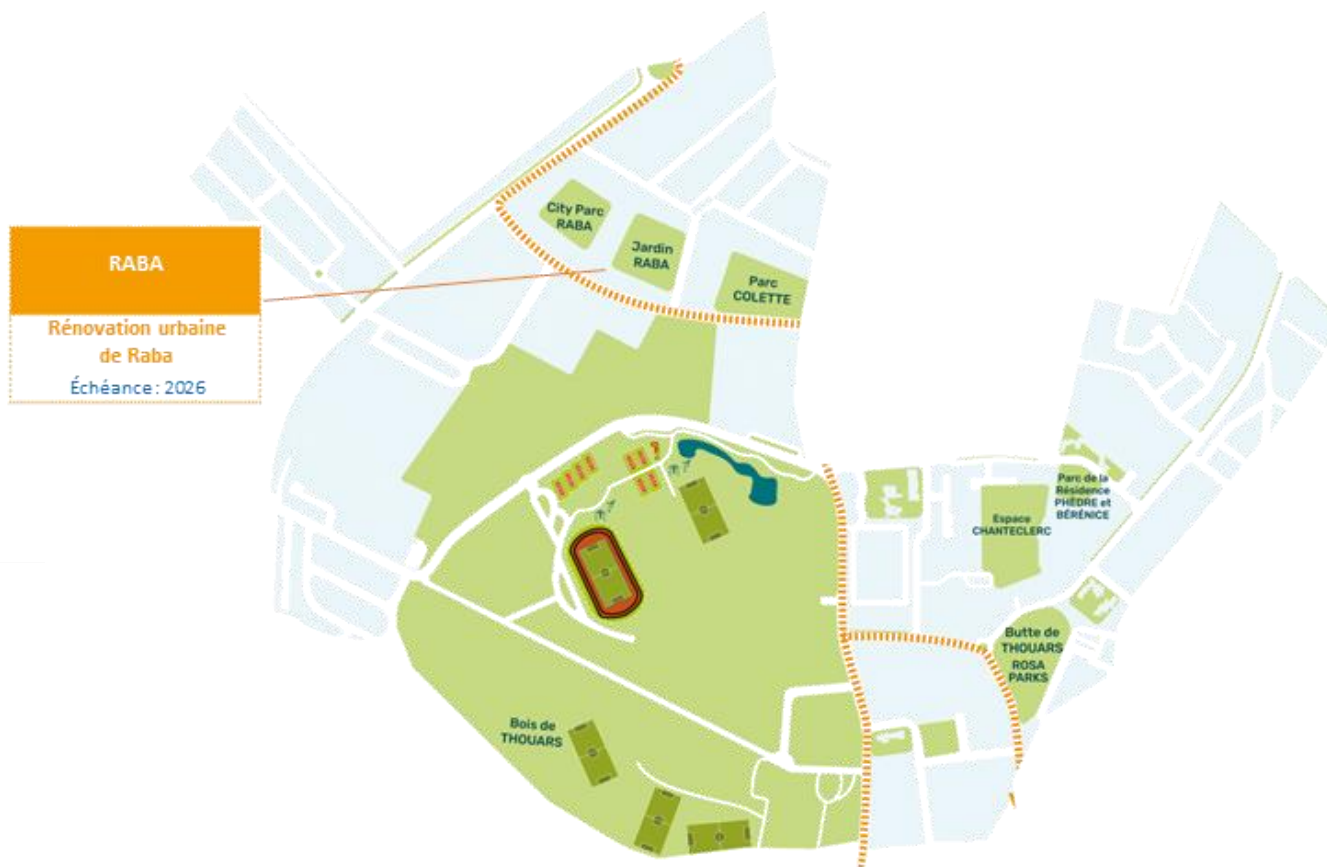 City Parc
RABA
Jardin
RABA
Parc
COLETTE
RABA
Rénovation urbaine
de Raba
Échéance : 2026
Parc de la
Résidence
PHÈDRE et
BÉRÉNICE
Espace
CHANTECLERC
Butte de
THOUARS
ROSA
PARKS
Bois de
THOUARS